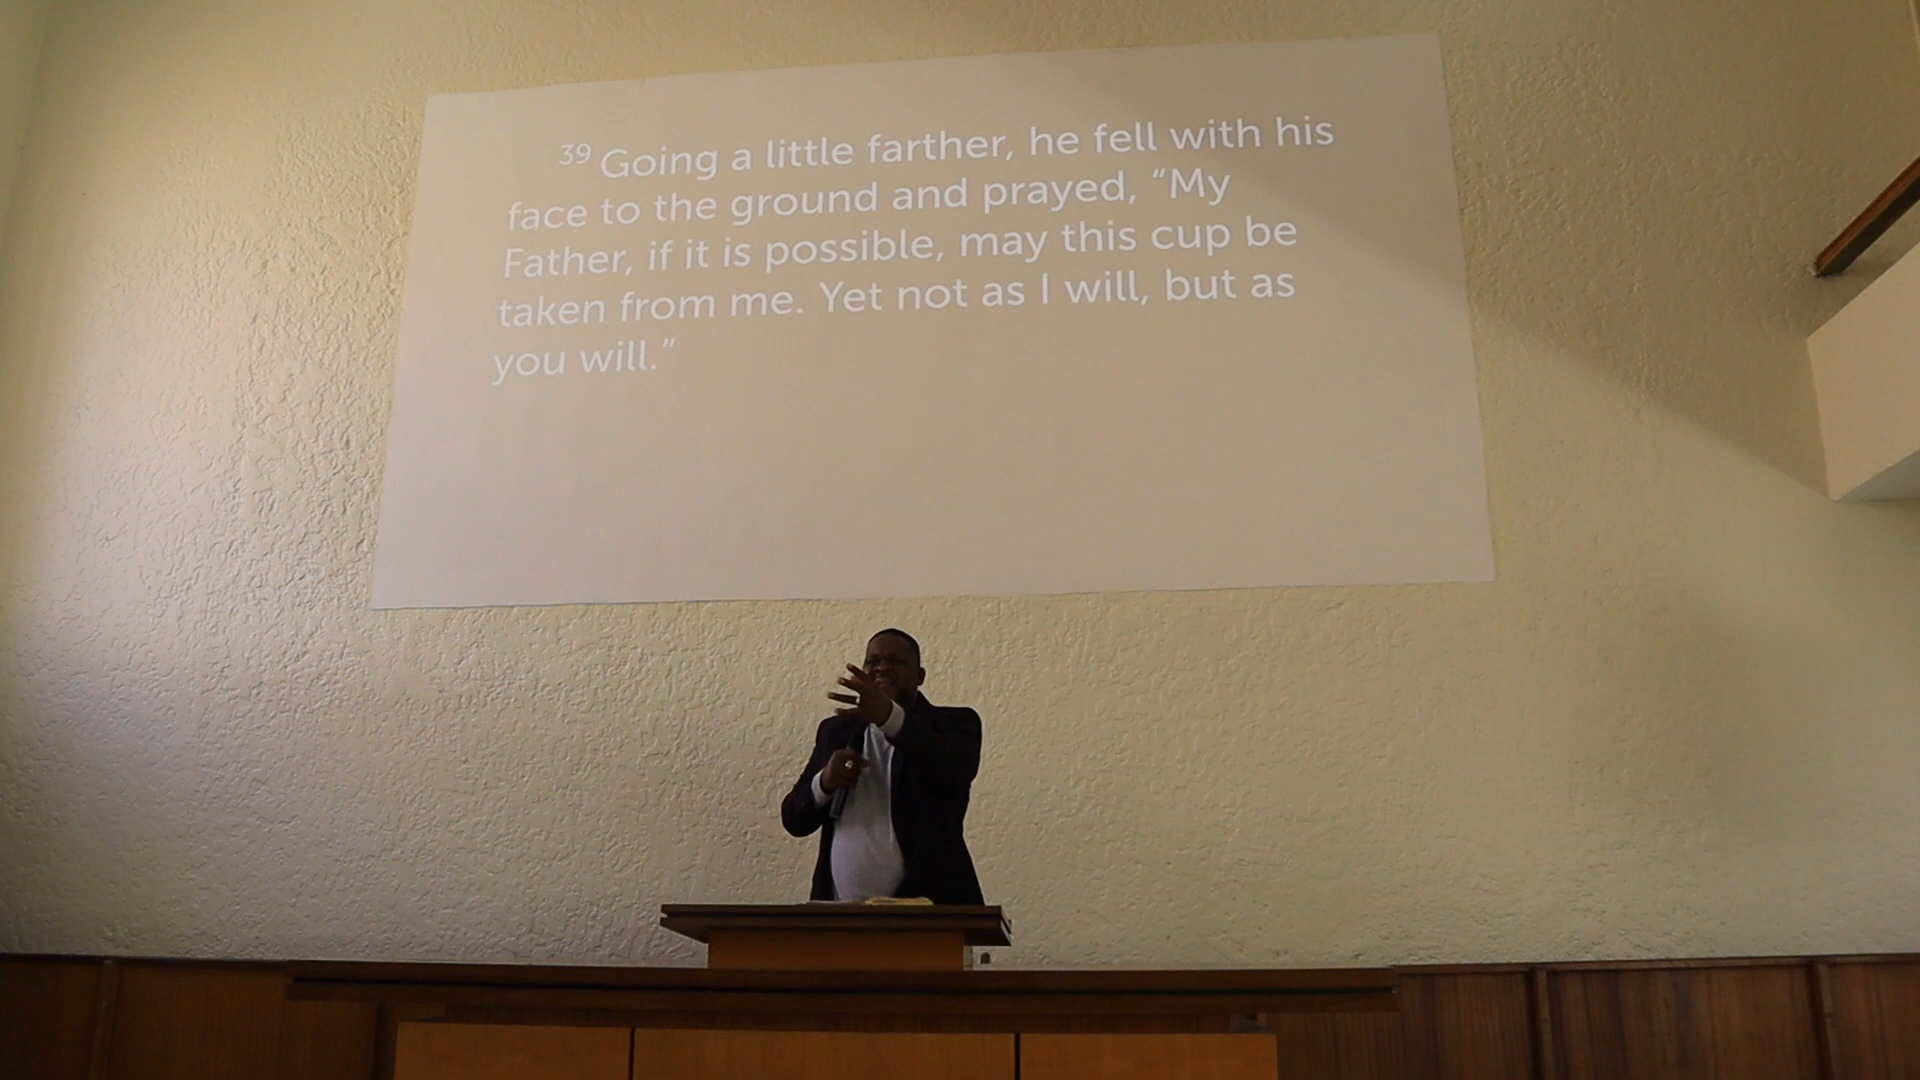 39 Going a little farther, he fell with his
face to the ground and prayed, “My
Father, if it is possible, may this cup be
taken from me. Yet not as I will, but as
you will.”